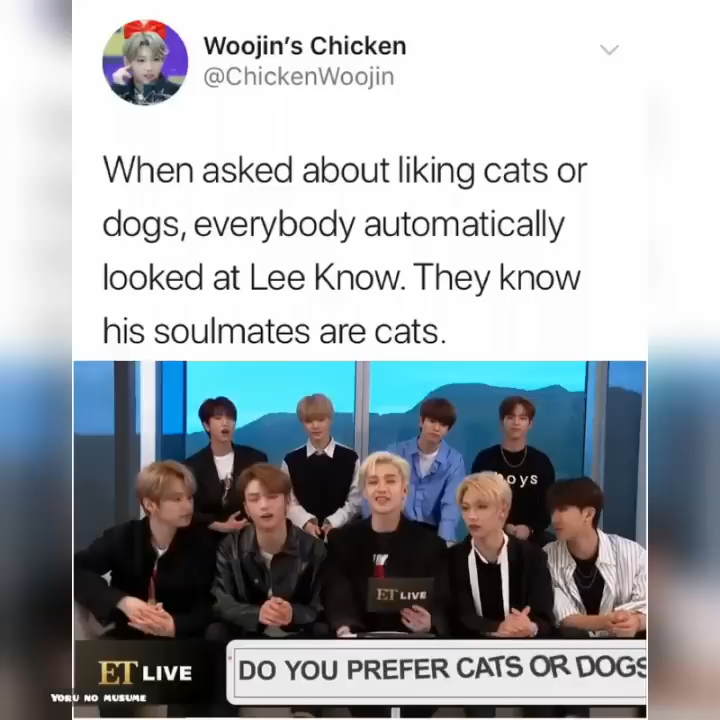 Woojin's Chicken
@ChickenWoojin
When asked about liking cats or
dogs, everybody automatically
looked at Lee Know. They know
his soulmates are cats.
oys
ET LIVE
ET LIVE
DO YOU PREFER CATS OR DOGS
YORU NO MUSUME